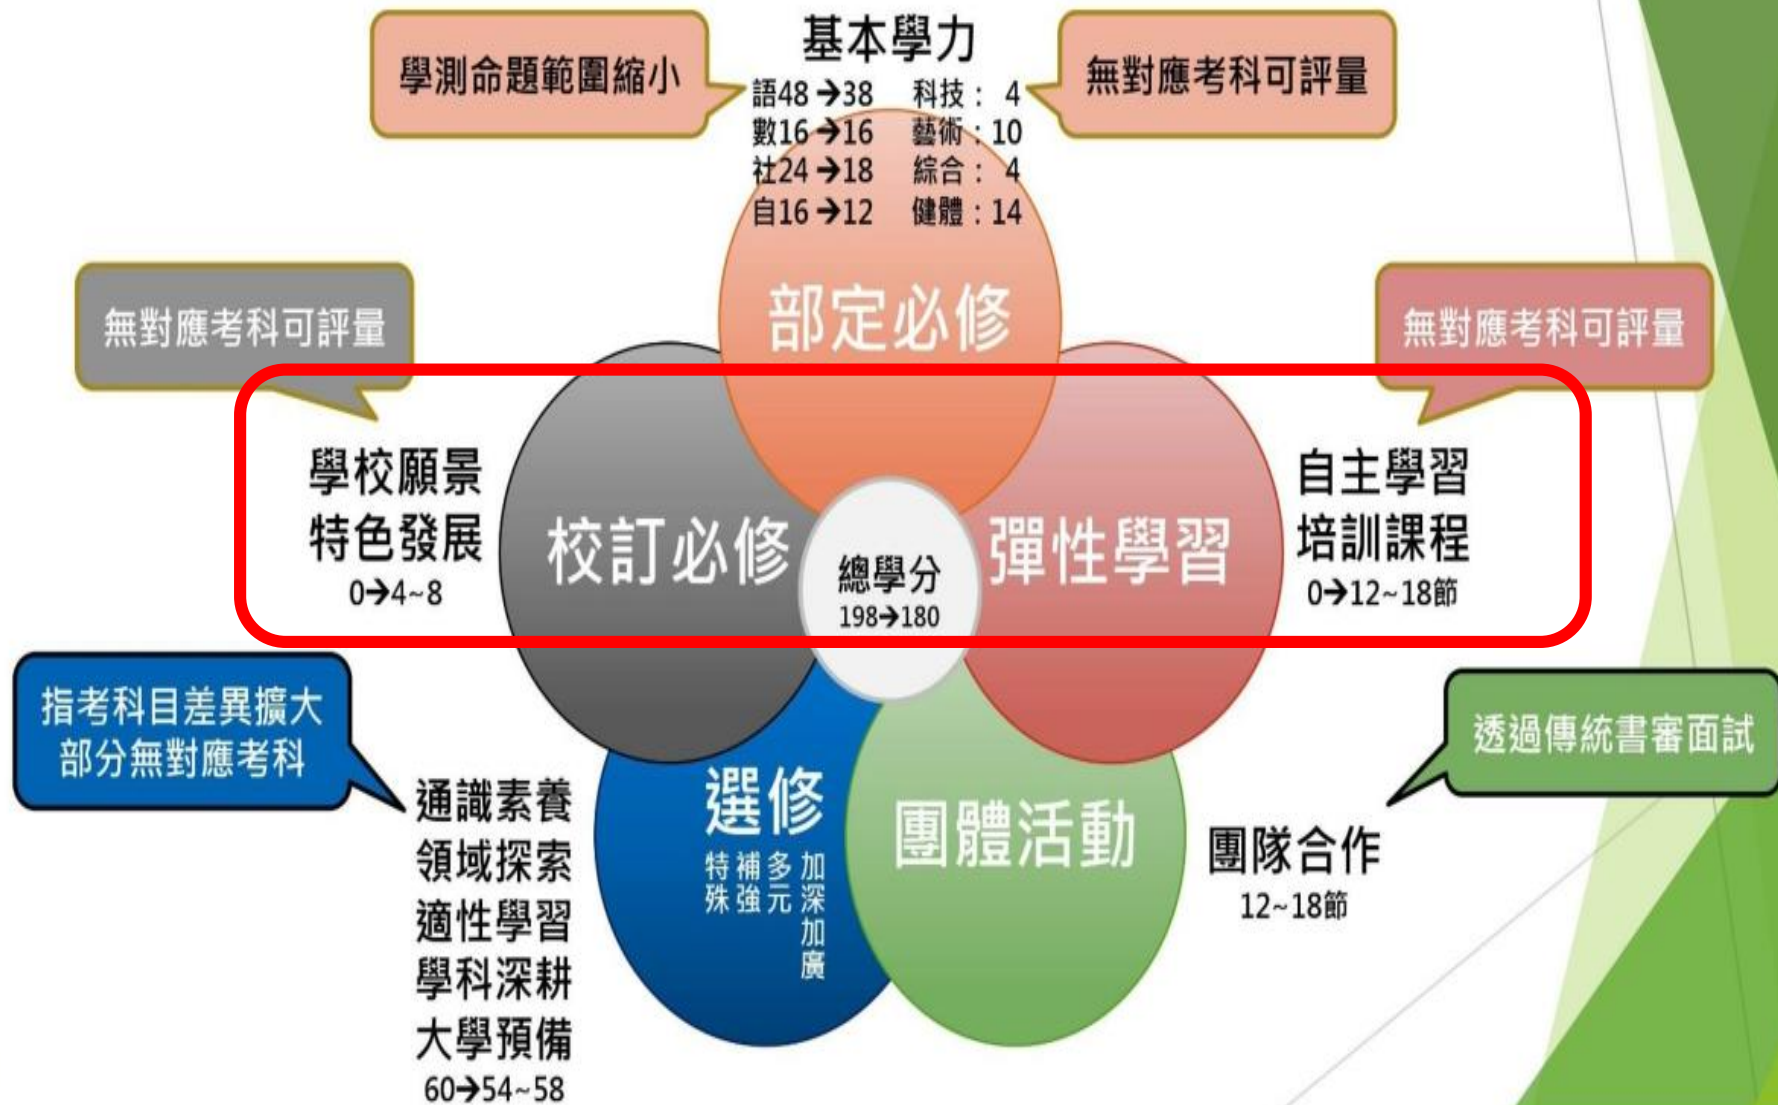 基本學力
學測命題範圍縮小
無對應考科可評量
語48➔38 科技：4
數16➔16 藝術：10
社24➔18 綜合：4
自16➔12 健體：14
部定必修
無對應考科可評量
無對應考科可評量
學校願景
特色發展
0➔4~8
校訂必修
總學分
198➔180
彈性學習
自主學習
培訓課程
0➔12~18節
指考科目差異擴大
部分無對應考科
通識素養
領域探索
適性學習
學科深耕
大學預備
60➔54~58
選修
加深加廣
多元
補強
特殊
團體活動
透過傳統書審面試
團隊合作
12~18節